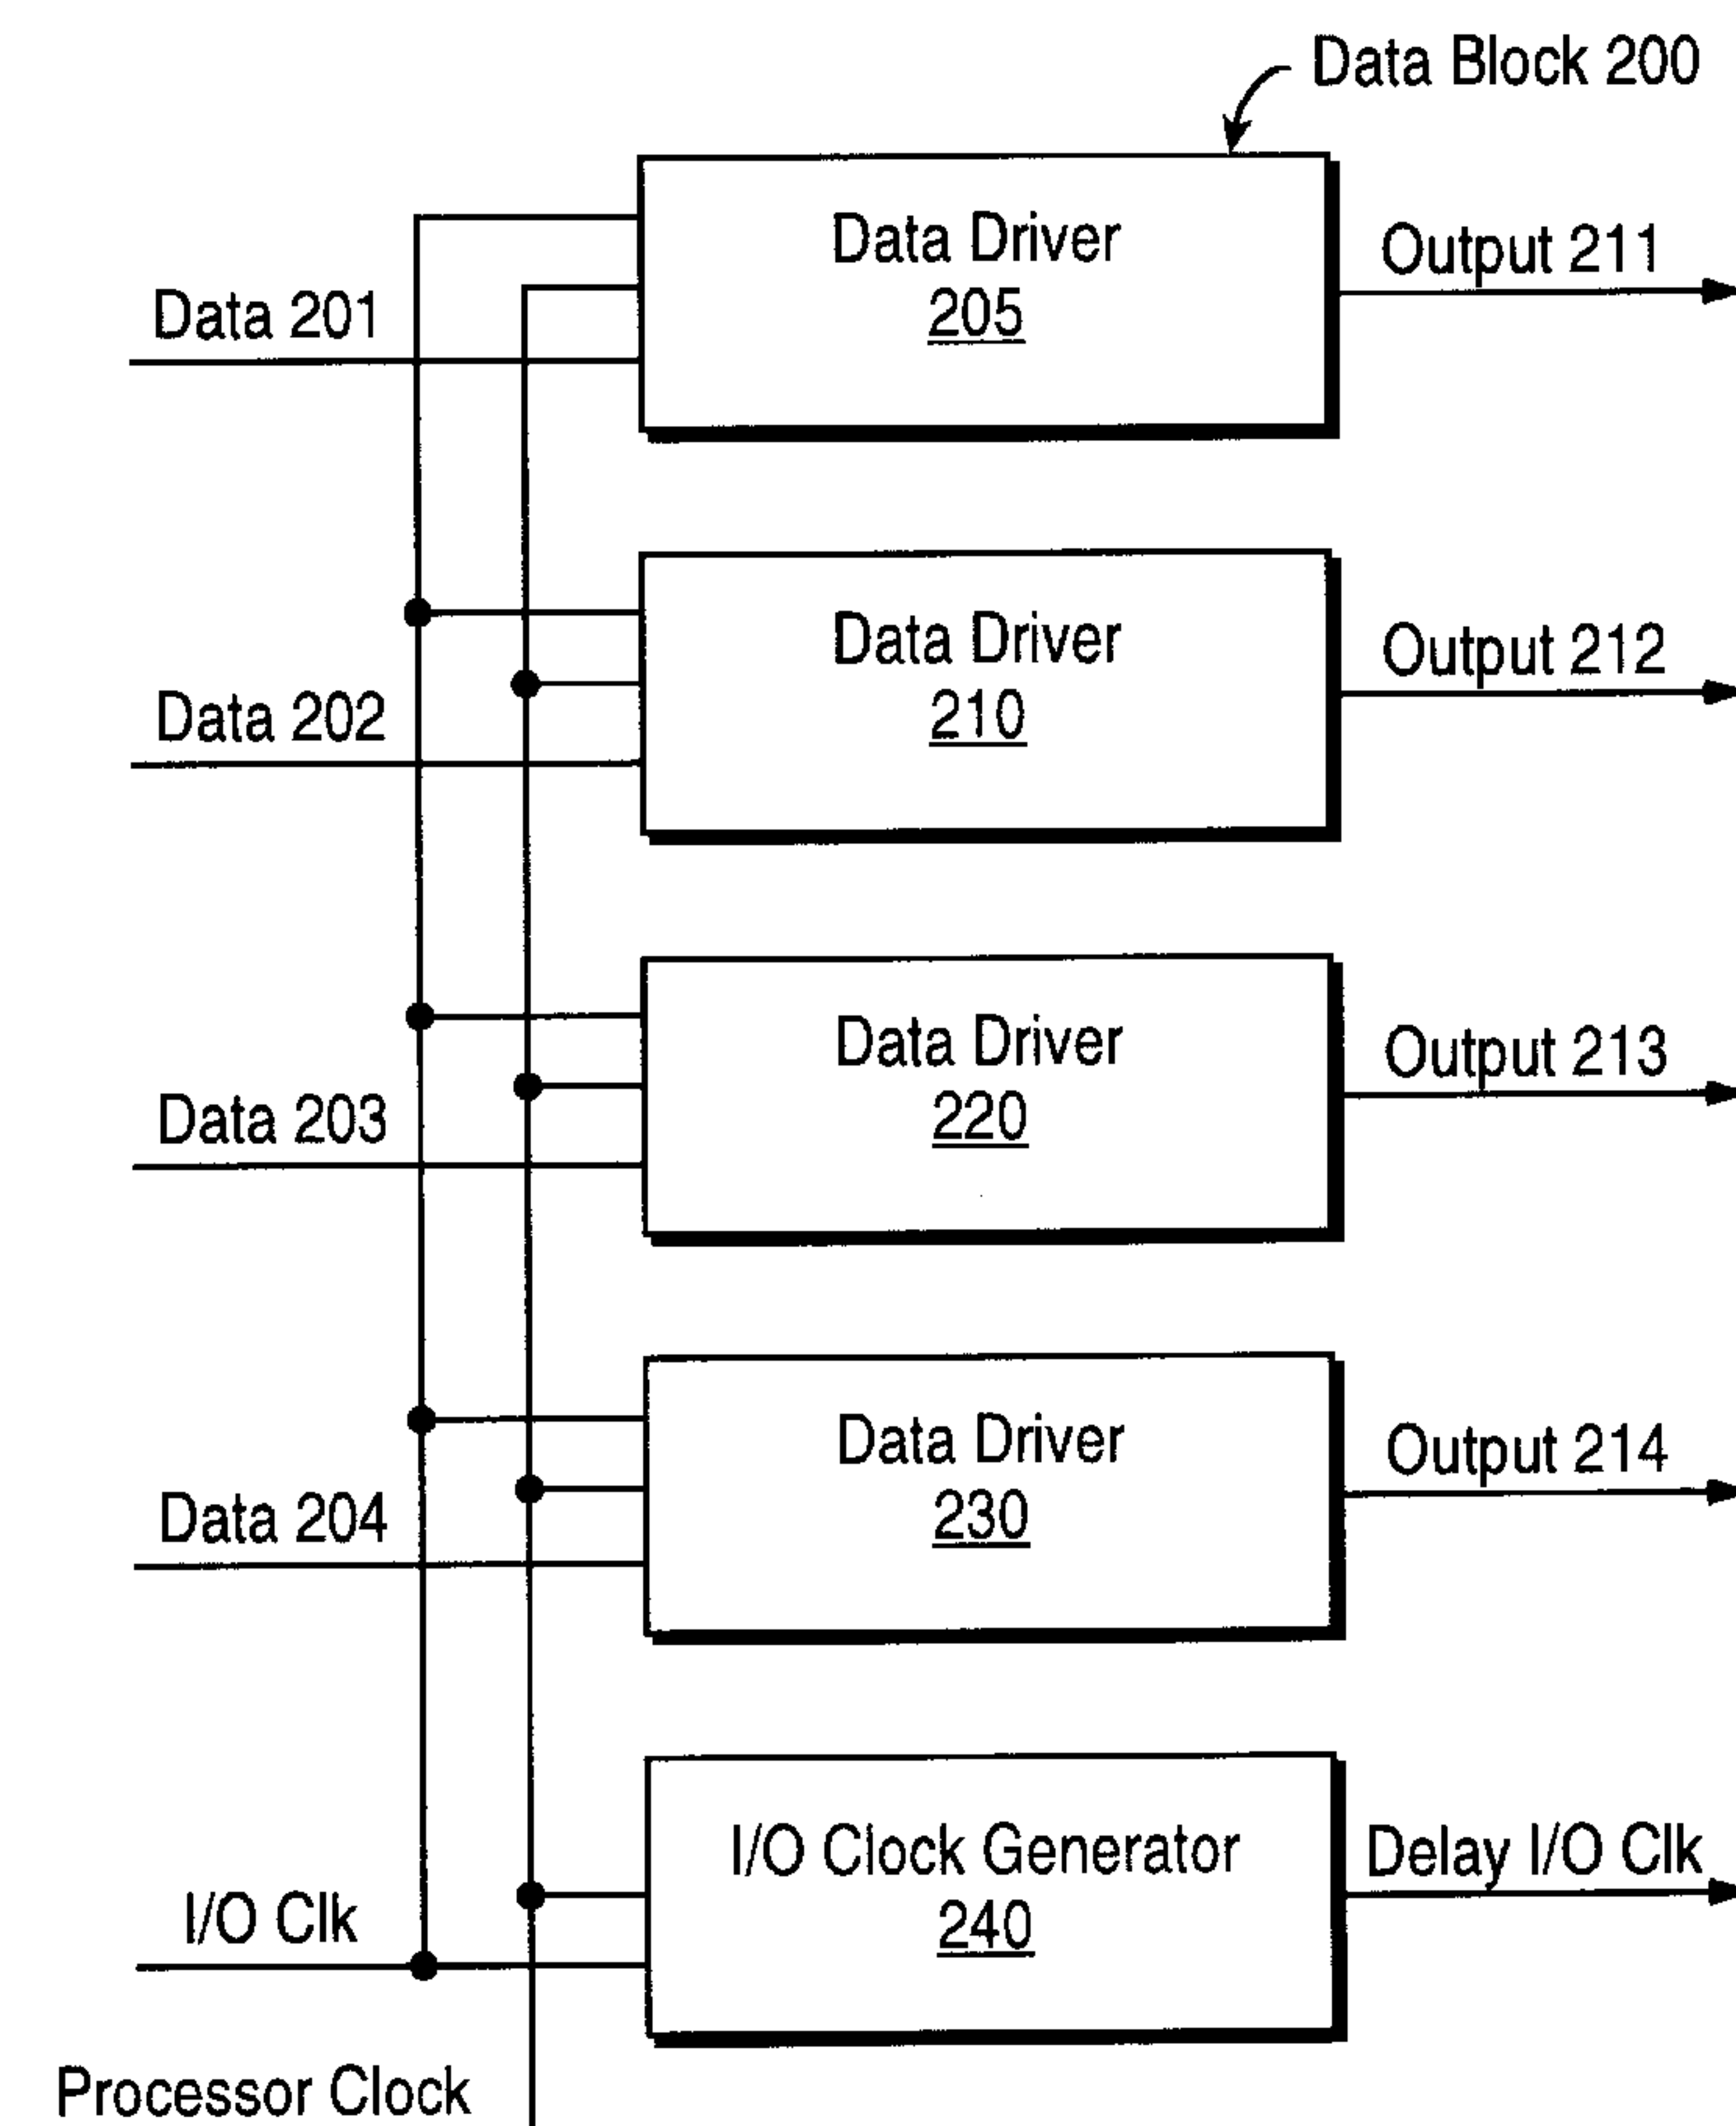 Data Block 200
Data Driver
205
Output 211
Data 201
Data Driver
210
Output 212
Data 202
Data Driver
220
Output 213
Data 203
Data Driver
230
Output 214
Data 204
I/O Clock Generator
240
Delay I/O Clk
I/O Clk
Processor Clock